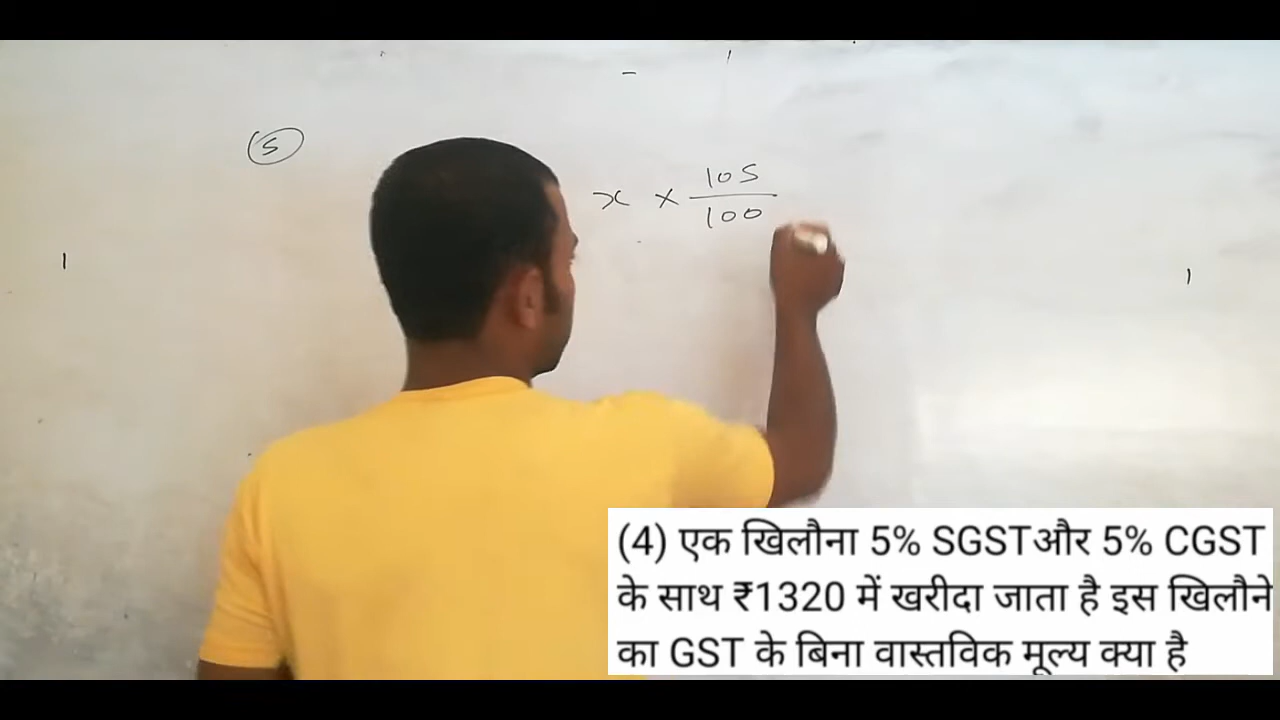 5
x × 105
100
(4) एक खिलौना 5% SGSTऔर 5% CGST
के साथ ₹1320 में खरीदा जाता है इस खिलौने
का GST के बिना वास्तविक मूल्य क्या है